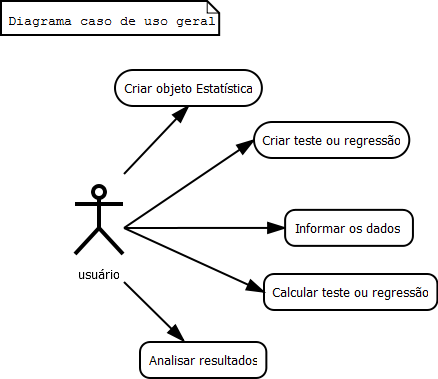 Diagrama caso de uso geral
Criar objeto Estatística
Criar teste ou regressão
Informar os dados
usuário
Calcular teste ou regressão
Analisar resultados